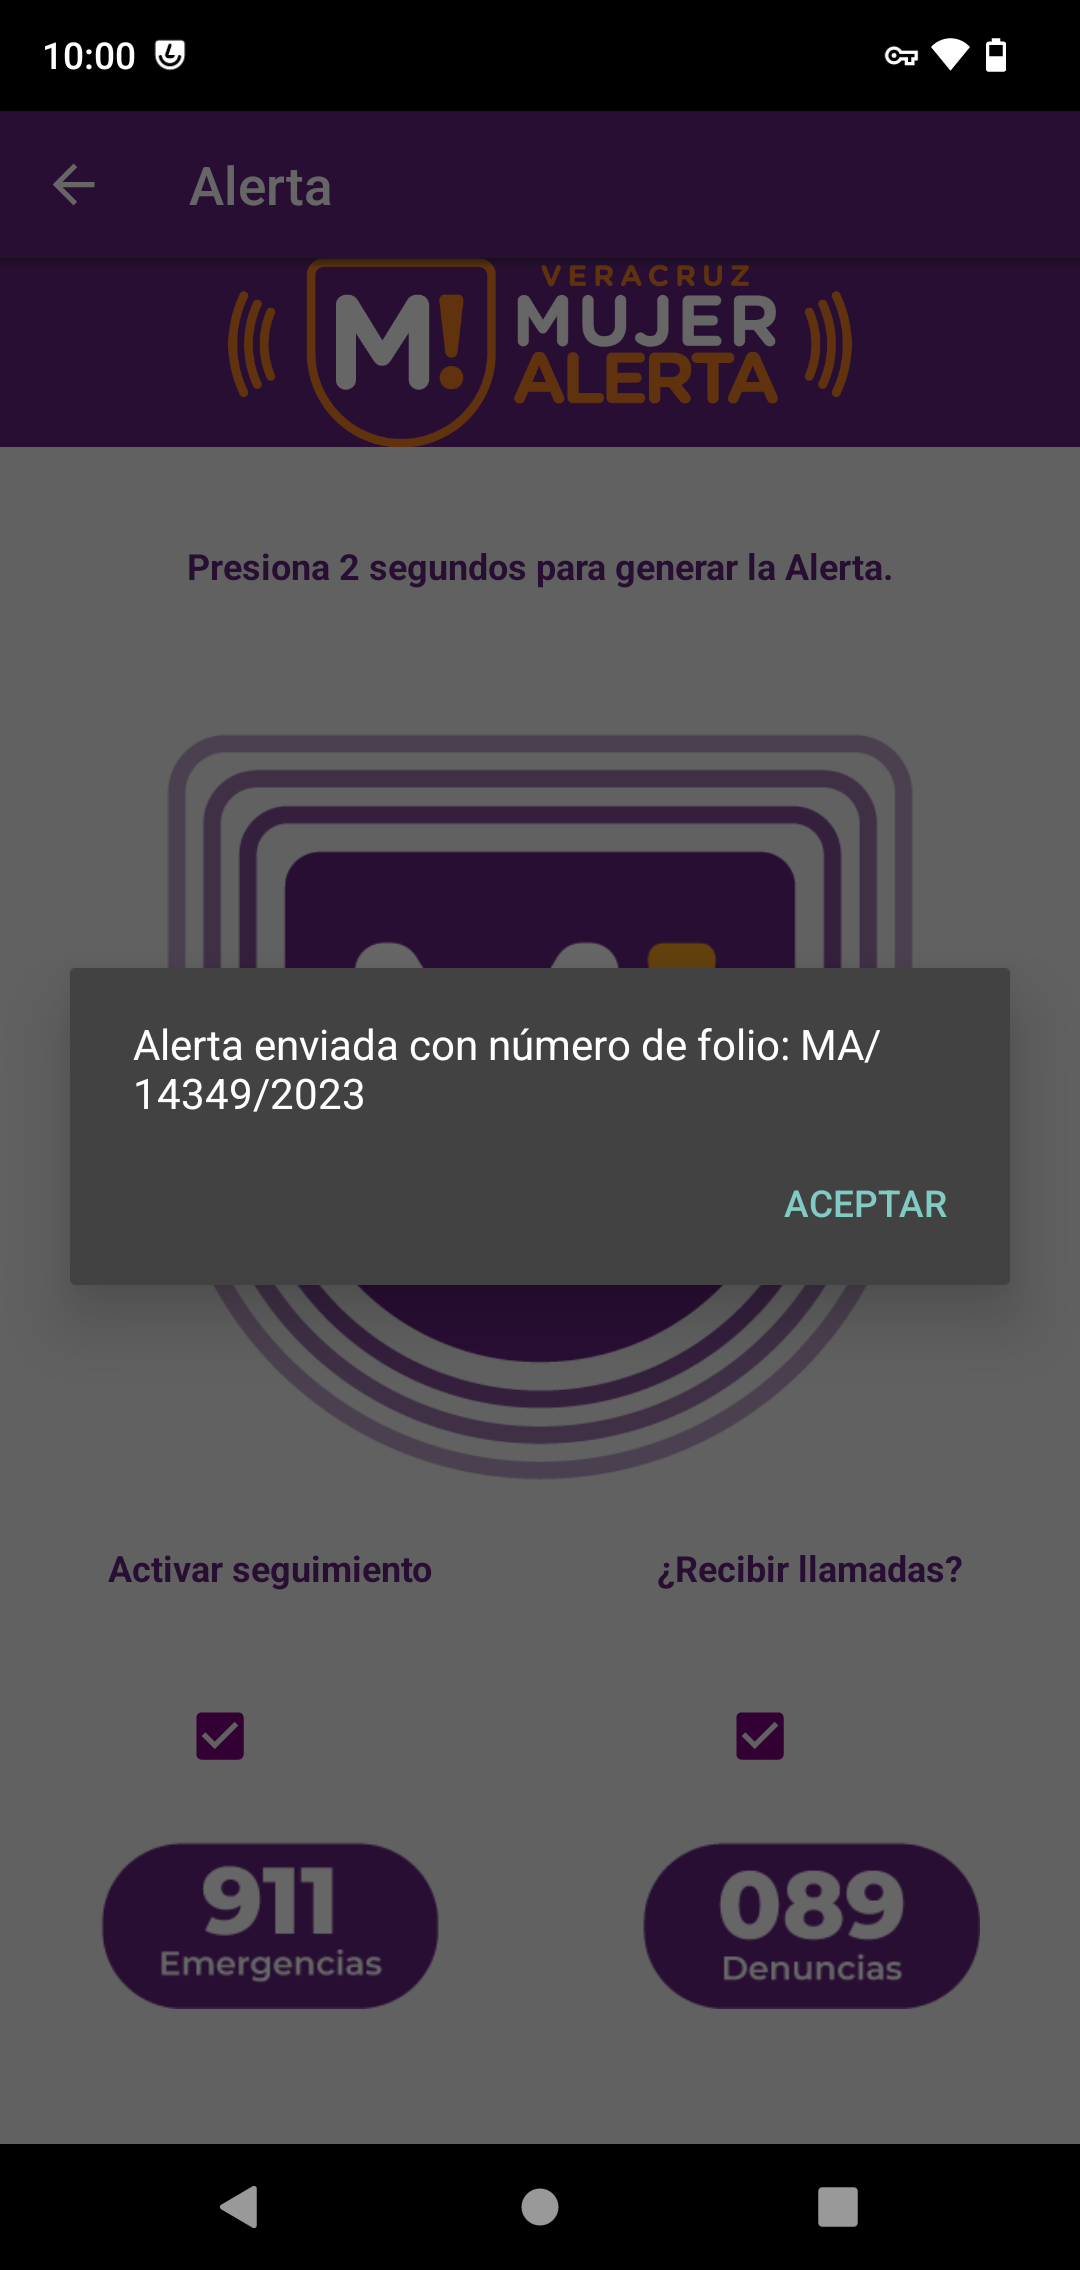 10:00
Alerta
M!
VERACRUZ
MUJER
ALERTA
Presiona 2 segundos para generar la Alerta.
Alerta enviada con número de folio: MA/
14349/2023
ACEPTAR
Activar seguimiento
¿Recibir llamadas?
911
Emergencias
089
Denuncias